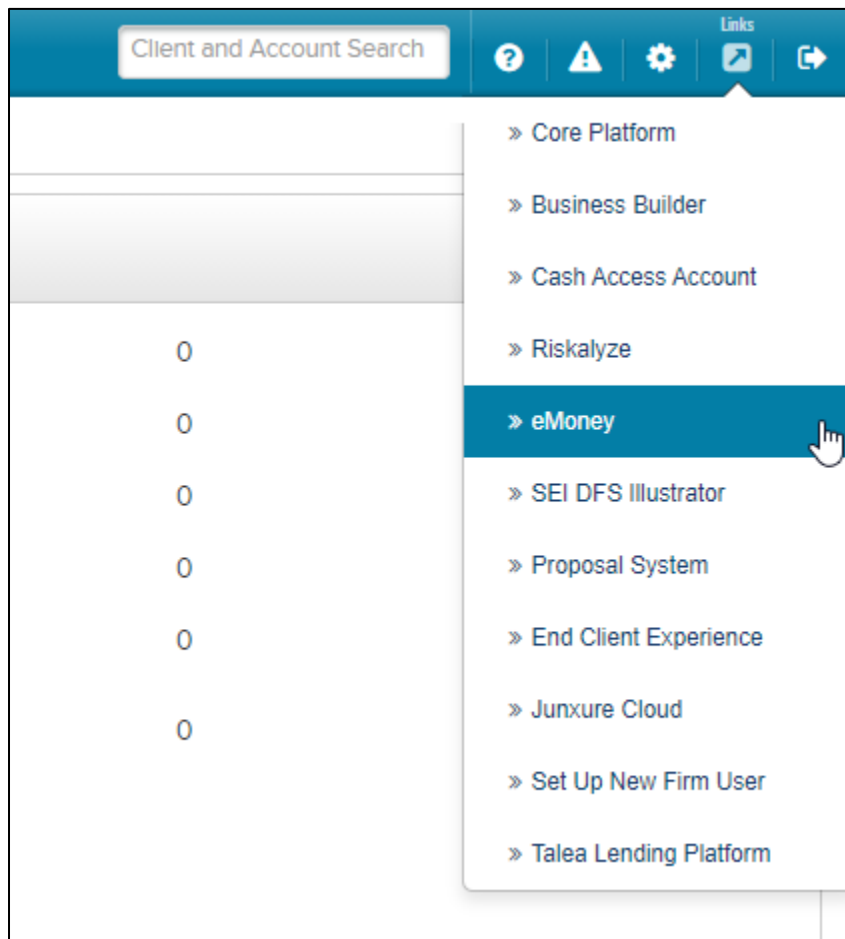 Links
Client and Account Search
» Core Platform
» Business Builder
» Cash Access Account
0
» Riskalyze
0
» eMoney
0
» SEI DFS Illustrator
0
» Proposal System
0
» End Client Experience
0
» Junxure Cloud
» Set Up New Firm User
» Talea Lending Platform